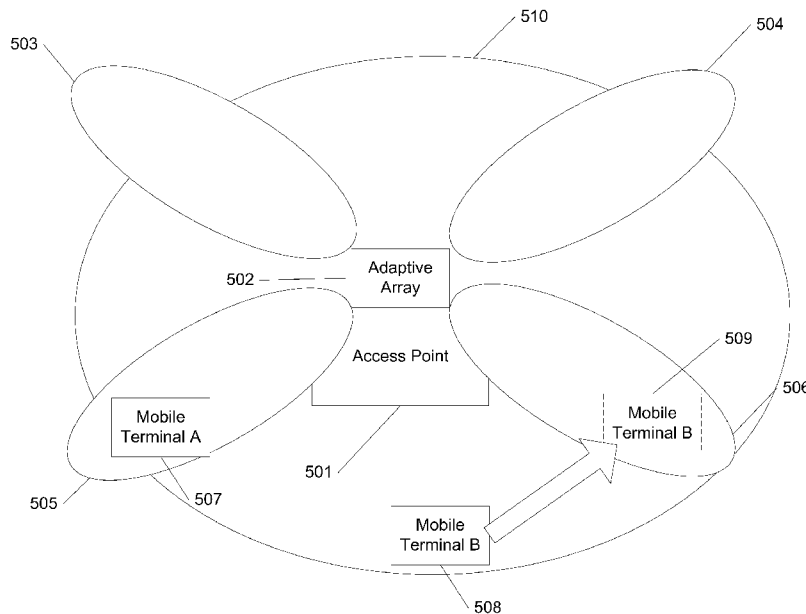 503
510
504
502
Adaptive
Array
Access Point
509
Mobile
Terminal A
Mobile
Terminal B
506
505
507
501
Mobile
Terminal B
508